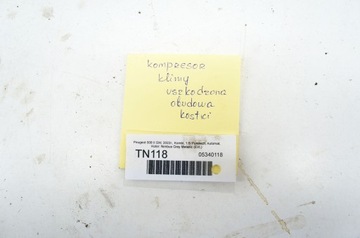 kompresor
klimy
uszkodzona
obudowa
kostki
TN118
05340118